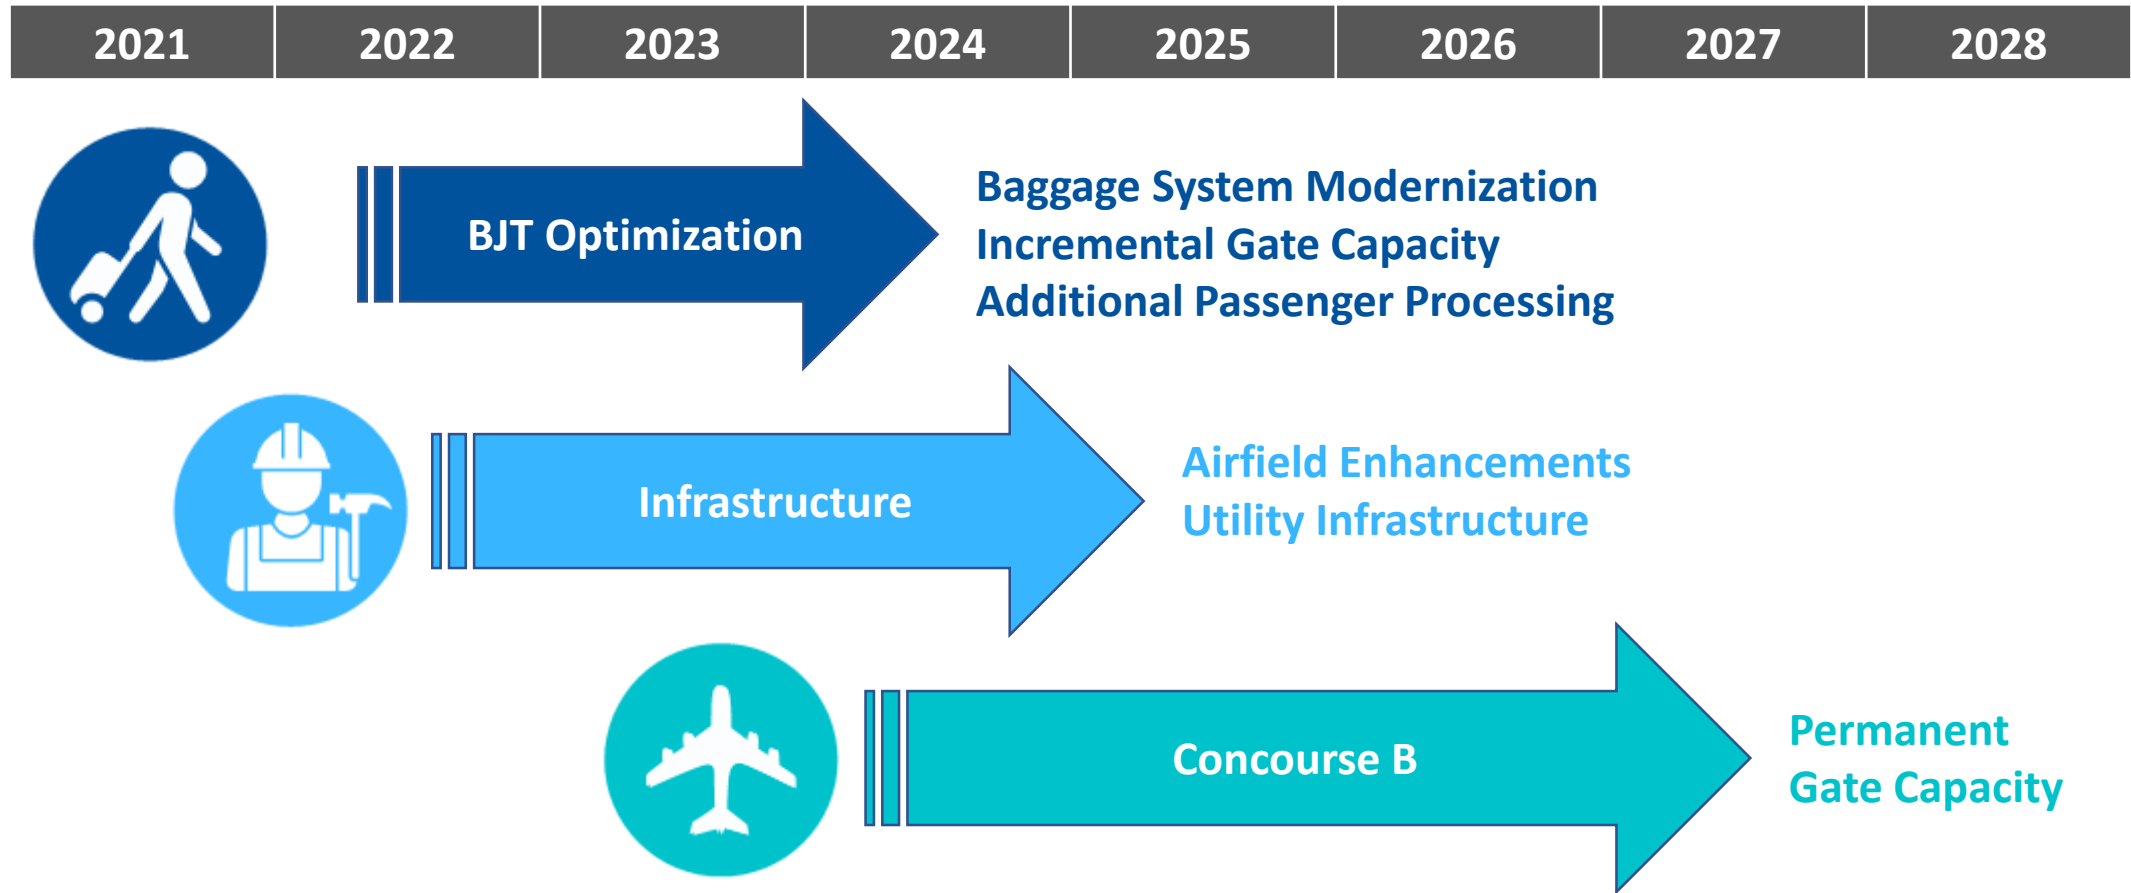 2021 2022 2023 2024 2025 2026 2027 2028
BJT Optimization
Baggage System Modernization
Incremental Gate Capacity
Additional Passenger Processing
Infrastructure
Airfield Enhancements
Utility Infrastructure
Concourse B
Permanent
Gate Capacity